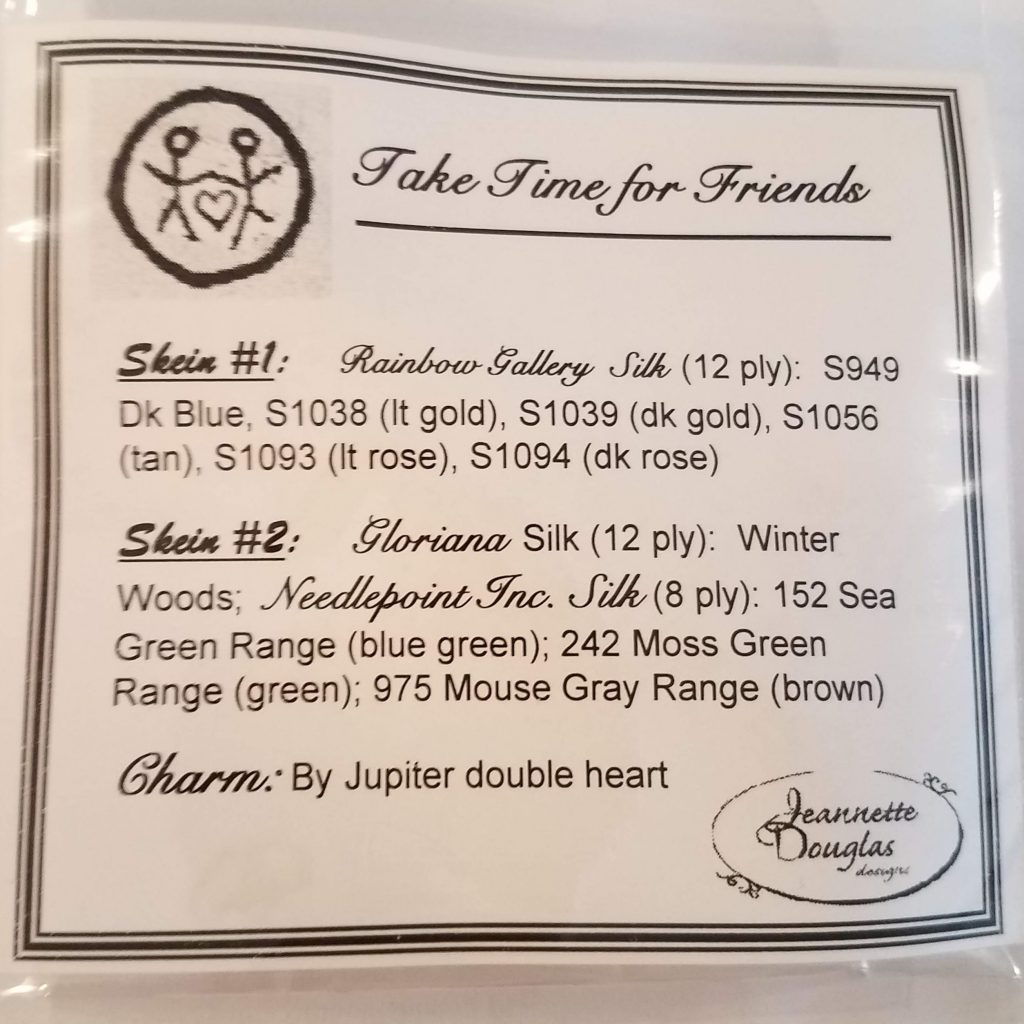 Take Time for Friends
Skein #1: Rainbow Gallery Silk (12 ply): S949
Dk Blue, S1038 (lt gold), S1039 (dk gold), S1056
(tan), S1093 (lt rose), S1094 (dk rose)
Skein #2: Gloriana Silk (12 ply): Winter
Woods; Needlepoint Inc. Silk (8 ply): 152 Sea
Green Range (blue green); 242 Moss Green
Range (green); 975 Mouse Gray Range (brown)
Charm: By Jupiter double heart
Jeannette
Douglas
designs